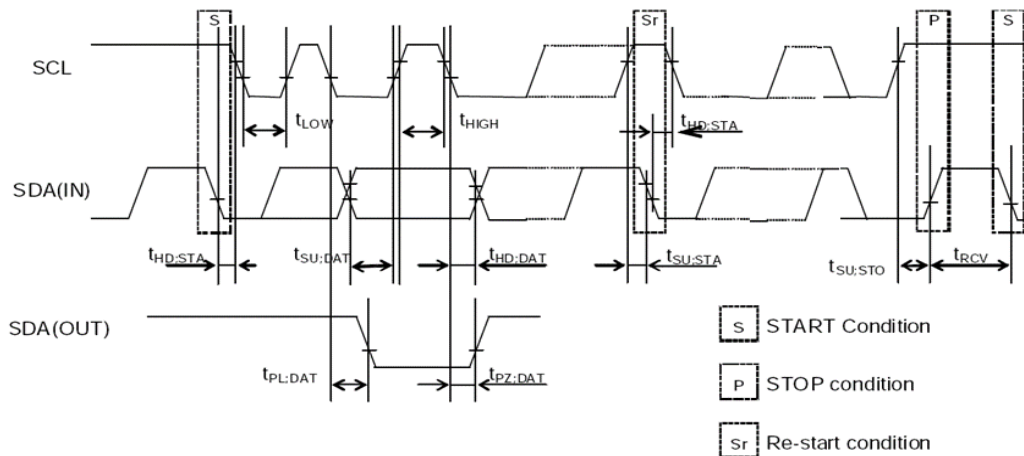 S Sr P S
SCL
tLOW tHIGH tHD;STA
SDA(IN)
tHD;STA tSU;DAT tHD;DAT tSU;STA tSU;STO tRCV
SDA(OUT)
tPL;DAT tPZ;DAT
S START Condition
P STOP condition
Sr Re-start condition